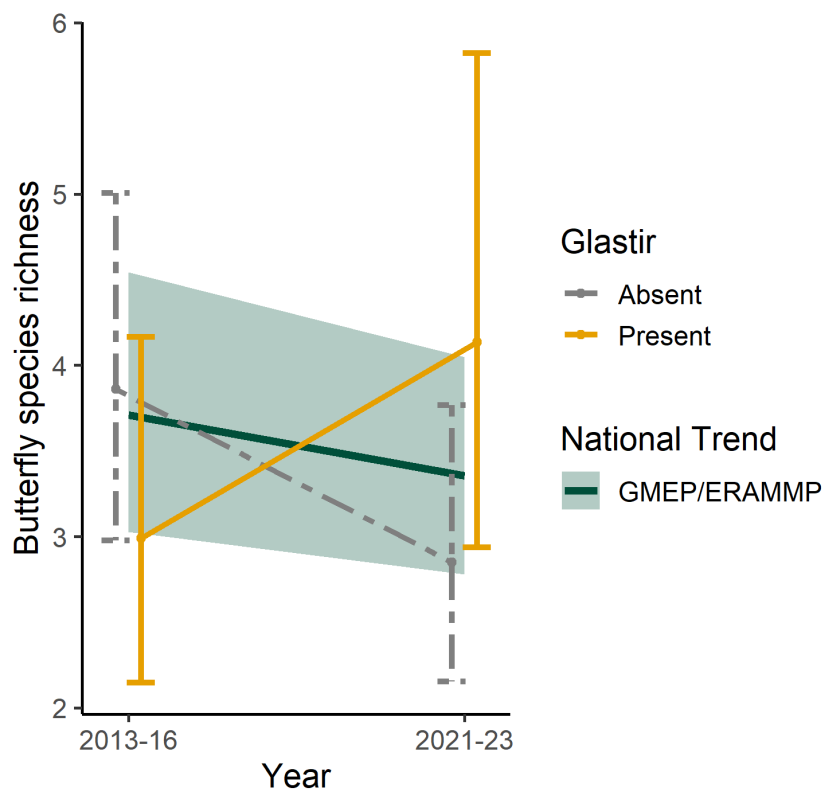 Butterfly species richness
6
5
4
3
2
2013-16
2021-23
Year
Glastir
Absent
Present
National Trend
GMEP/ERAMMP